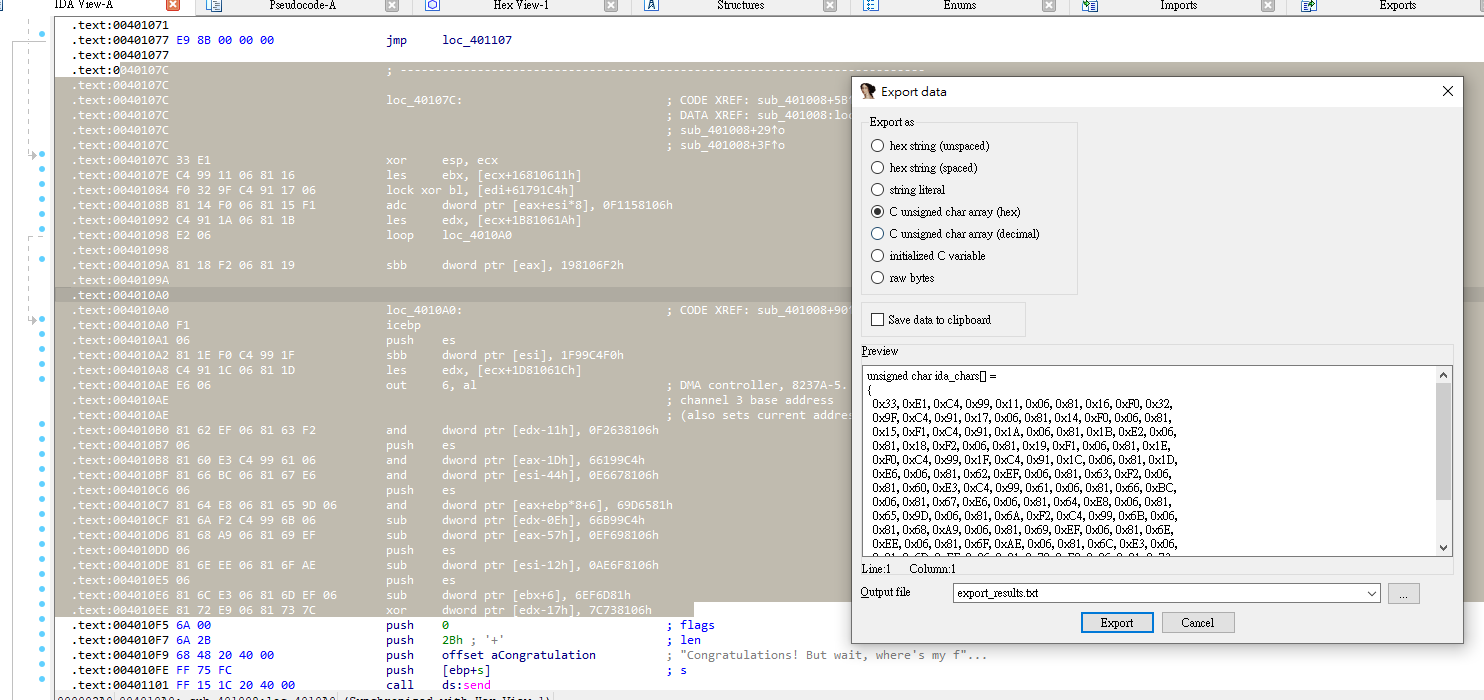 IDA View-A Pseudocode-A Hex View-1 Structures Enums Imports Exports
.text:00401071
.text:00401077 E9 8B 00 00 00 jmp loc_401107
.text:00401077
.text:0040107C ; ---------------------------------------------------------------------------
.text:0040107C
.text:0040107C loc_40107C: ; CODE XREF: sub_401008+5B↑
.text:0040107C ; DATA XREF: sub_401008:loc
.text:0040107C ; sub_401008+29↑o
.text:0040107C ; sub_401008+3F↑o
.text:0040107C 33 E1 xor esp, ecx
.text:0040107E C4 99 11 06 81 16 les ebx, [ecx+16810611h]
.text:00401084 F0 32 9F C4 91 17 06 lock xor bl, [edi+61791C4h]
.text:0040108B 81 14 F0 06 81 15 F1 adc dword ptr [eax+esi*8], 0F1158106h
.text:00401092 C4 91 1A 06 81 1B les edx, [ecx+1B81061Ah]
.text:00401098 E2 06 loop loc_4010A0
.text:00401098
.text:0040109A 81 18 F2 06 81 19 sbb dword ptr [eax], 198106F2h
.text:0040109A
.text:004010A0
.text:004010A0 loc_4010A0: ; CODE XREF: sub_401008+90↑
.text:004010A0 F1 icebp
.text:004010A1 06 push es
.text:004010A2 81 1E F0 C4 99 1F sbb dword ptr [esi], 1F99C4F0h
.text:004010A8 C4 91 1C 06 81 1D les edx, [ecx+1D81061Ch]
.text:004010AE E6 06 out 6, al ; DMA controller, 8237A-5.
.text:004010AE ; channel 3 base address
.text:004010AE ; (also sets current addre
.text:004010B0 81 62 EF 06 81 63 F2 and dword ptr [edx-11h], 0F2638106h
.text:004010B7 06 push es
.text:004010B8 81 60 E3 C4 99 61 06 and dword ptr [eax-1Dh], 66199C4h
.text:004010BF 81 66 BC 06 81 67 E6 and dword ptr [esi-44h], 0E6678106h
.text:004010C6 06 push es
.text:004010C7 81 64 E8 06 81 65 9D 06 and dword ptr [eax+ebp*8+6], 69D6581h
.text:004010CF 81 6A F2 C4 99 6B 06 sub dword ptr [edx-0Eh], 66B99C4h
.text:004010D6 81 68 A9 06 81 69 EF sub dword ptr [eax-57h], 0EF698106h
.text:004010DD 06 push es
.text:004010DE 81 6E EE 06 81 6F AE sub dword ptr [esi-12h], 0AE6F8106h
.text:004010E5 06 push es
.text:004010E6 81 6C E3 06 81 6D EF 06 sub dword ptr [ebx+6], 6EF6D81h
.text:004010EE 81 72 E9 06 81 73 7C xor dword ptr [edx-17h], 7C738106h
.text:004010F5 6A 00 push 0 ; flags
.text:004010F7 6A 2B push 2Bh ; '+' ; len
.text:004010F9 68 48 20 40 00 push offset aCongratulation ; "Congratulations! But wait, where's my f"...
.text:004010FE FF 75 FC push [ebp+s] ; s
.text:00401101 FF 15 1C 20 40 00 call ds:send
Export data
Export as
hex string (unspaced)
hex string (spaced)
string literal
C unsigned char array (hex)
C unsigned char array (decimal)
initialized C variable
raw bytes
Save data to clipboard
Preview
unsigned char ida_chars[] =
{
0x33, 0xE1, 0xC4, 0x99, 0x11, 0x06, 0x81, 0x16, 0xF0, 0x32,
0x9F, 0xC4, 0x91, 0x17, 0x06, 0x81, 0x14, 0xF0, 0x06, 0x81,
0x15, 0xF1, 0xC4, 0x91, 0x1A, 0x06, 0x81, 0x1B, 0xE2, 0x06,
0x81, 0x18, 0xF2, 0x06, 0x81, 0x19, 0xF1, 0x06, 0x81, 0x1E,
0xF0, 0xC4, 0x99, 0x1F, 0xC4, 0x91, 0x1C, 0x06, 0x81, 0x1D,
0xE6, 0x06, 0x81, 0x62, 0xEF, 0x06, 0x81, 0x63, 0xF2, 0x06,
0x81, 0x60, 0xE3, 0xC4, 0x99, 0x61, 0x06, 0x81, 0x66, 0xBC,
0x06, 0x81, 0x67, 0xE6, 0x06, 0x81, 0x64, 0xE8, 0x06, 0x81,
0x65, 0x9D, 0x06, 0x81, 0x6A, 0xF2, 0xC4, 0x99, 0x6B, 0x06,
0x81, 0x68, 0xA9, 0x06, 0x81, 0x69, 0xEF, 0x06, 0x81, 0x6E,
0xEE, 0x06, 0x81, 0x6F, 0xAE, 0x06, 0x81, 0x6C, 0xE3, 0x06,
Line:1 Column:1
Output file export_results.txt ...
Export Cancel